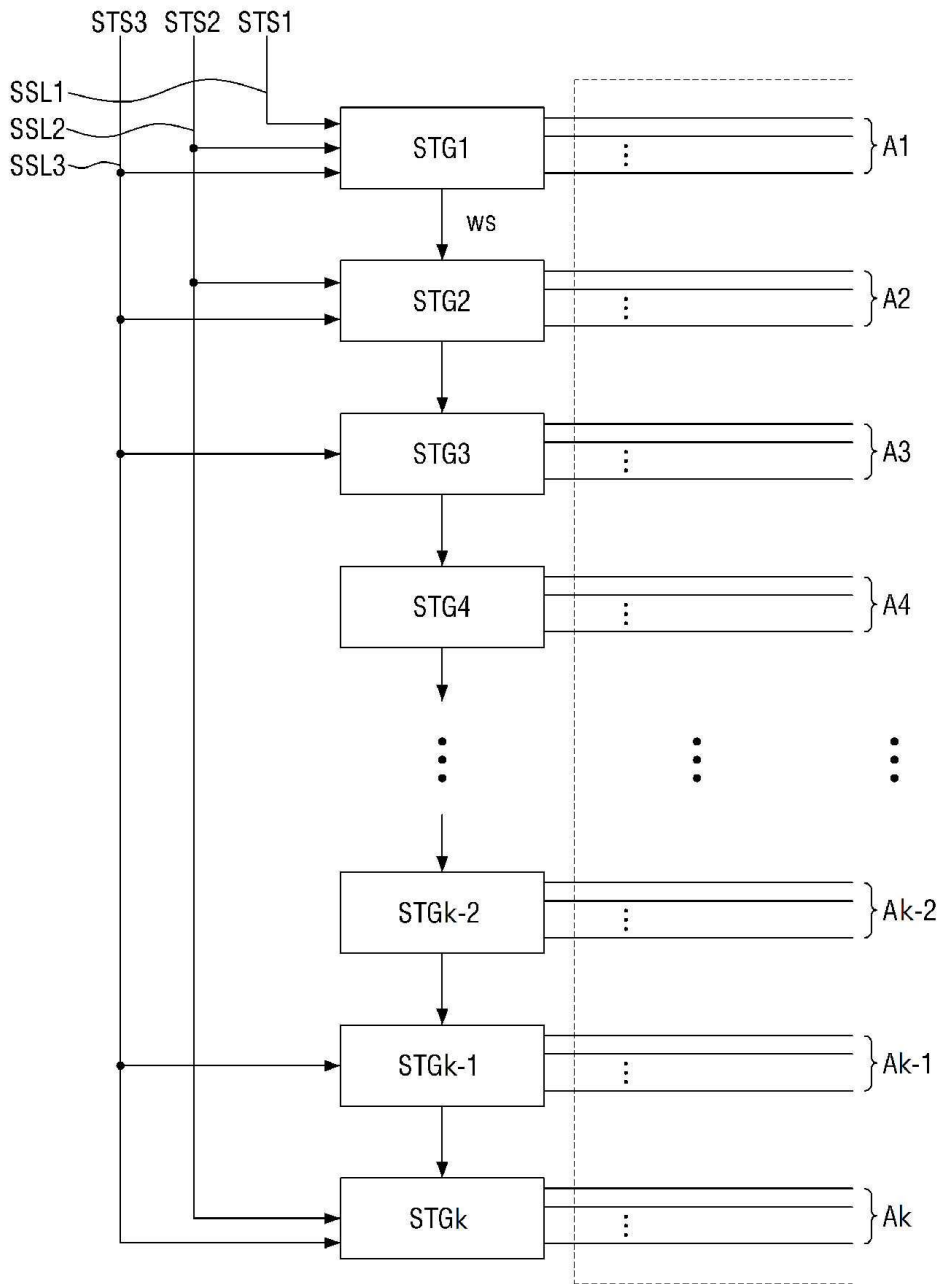 STS3 STS2 STS1
SSL1
SSL2
SSL3
STG1
A1
ws
STG2
A2
STG3
A3
STG4
A4
STGk-2
Ak-2
STGk-1
Ak-1
STGk
Ak